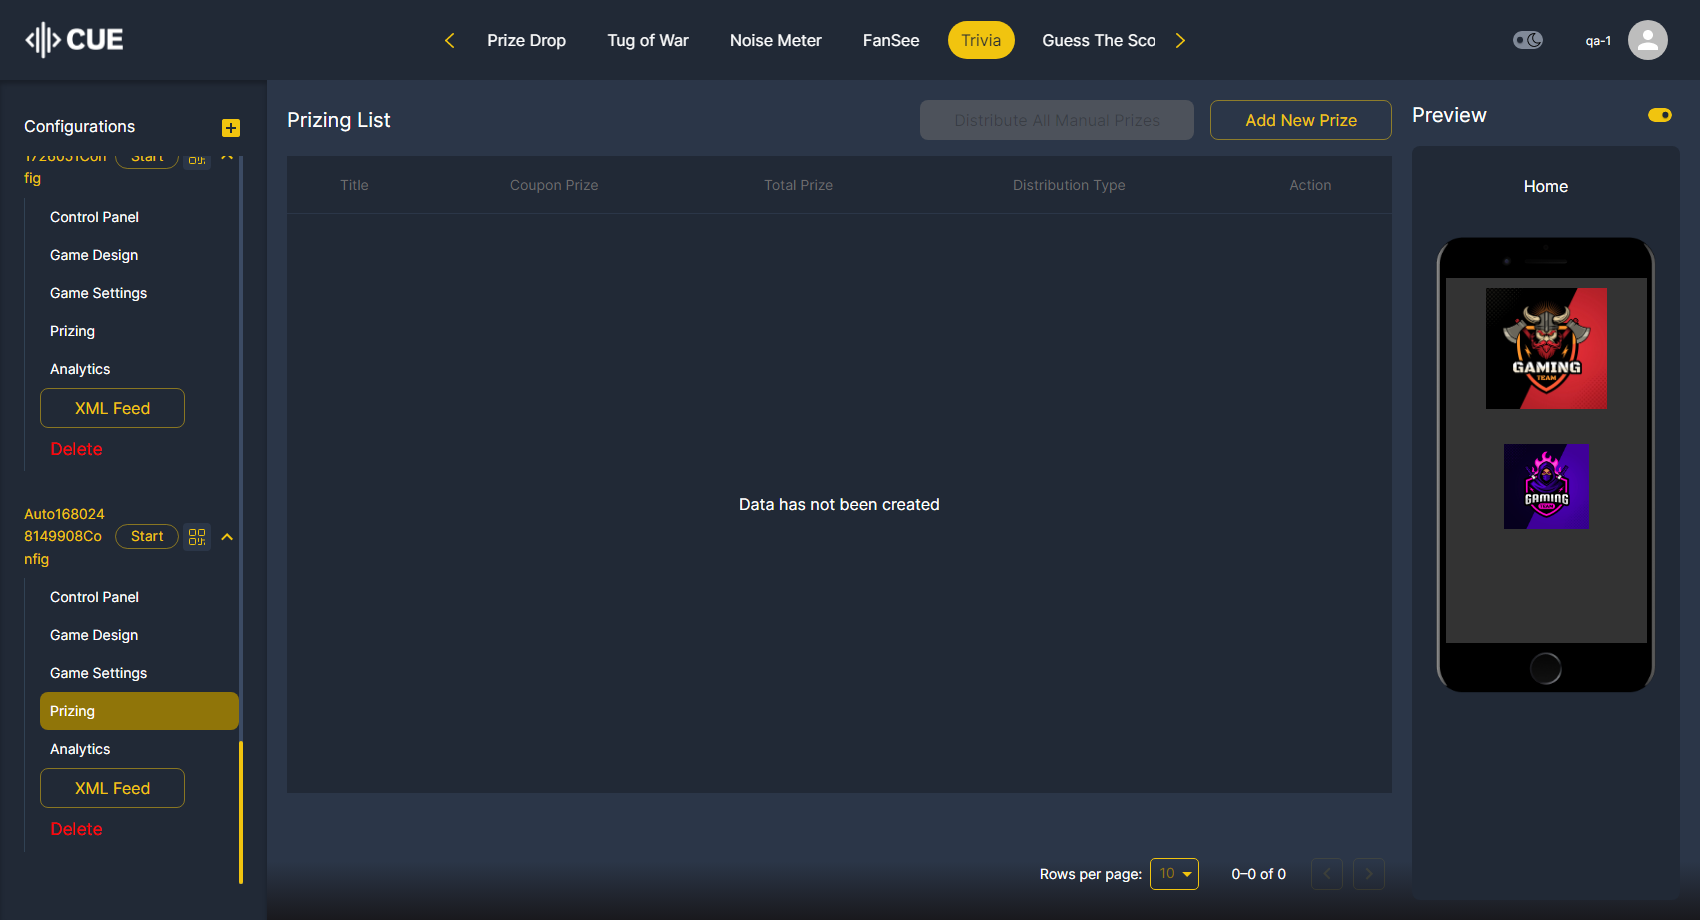 CUE
Prize Drop
Tug of War
Noise Meter
FanSee
Trivia
Guess The Sco
qa-1
Configurations
1726051Con
fig
Start
Control Panel
Game Design
Game Settings
Prizing
Analytics
XML Feed
Delete
Auto168024
8149908Co
nfig
Start
Control Panel
Game Design
Game Settings
Prizing
Analytics
XML Feed
Delete
Prizing List
Distribute All Manual Prizes
Add New Prize
Title
Coupon Prize
Total Prize
Distribution Type
Action
Data has not been created
Rows per page:
10
0–0 of 0
Preview
Home
GAMING
TEAM
GAMING
TEAM